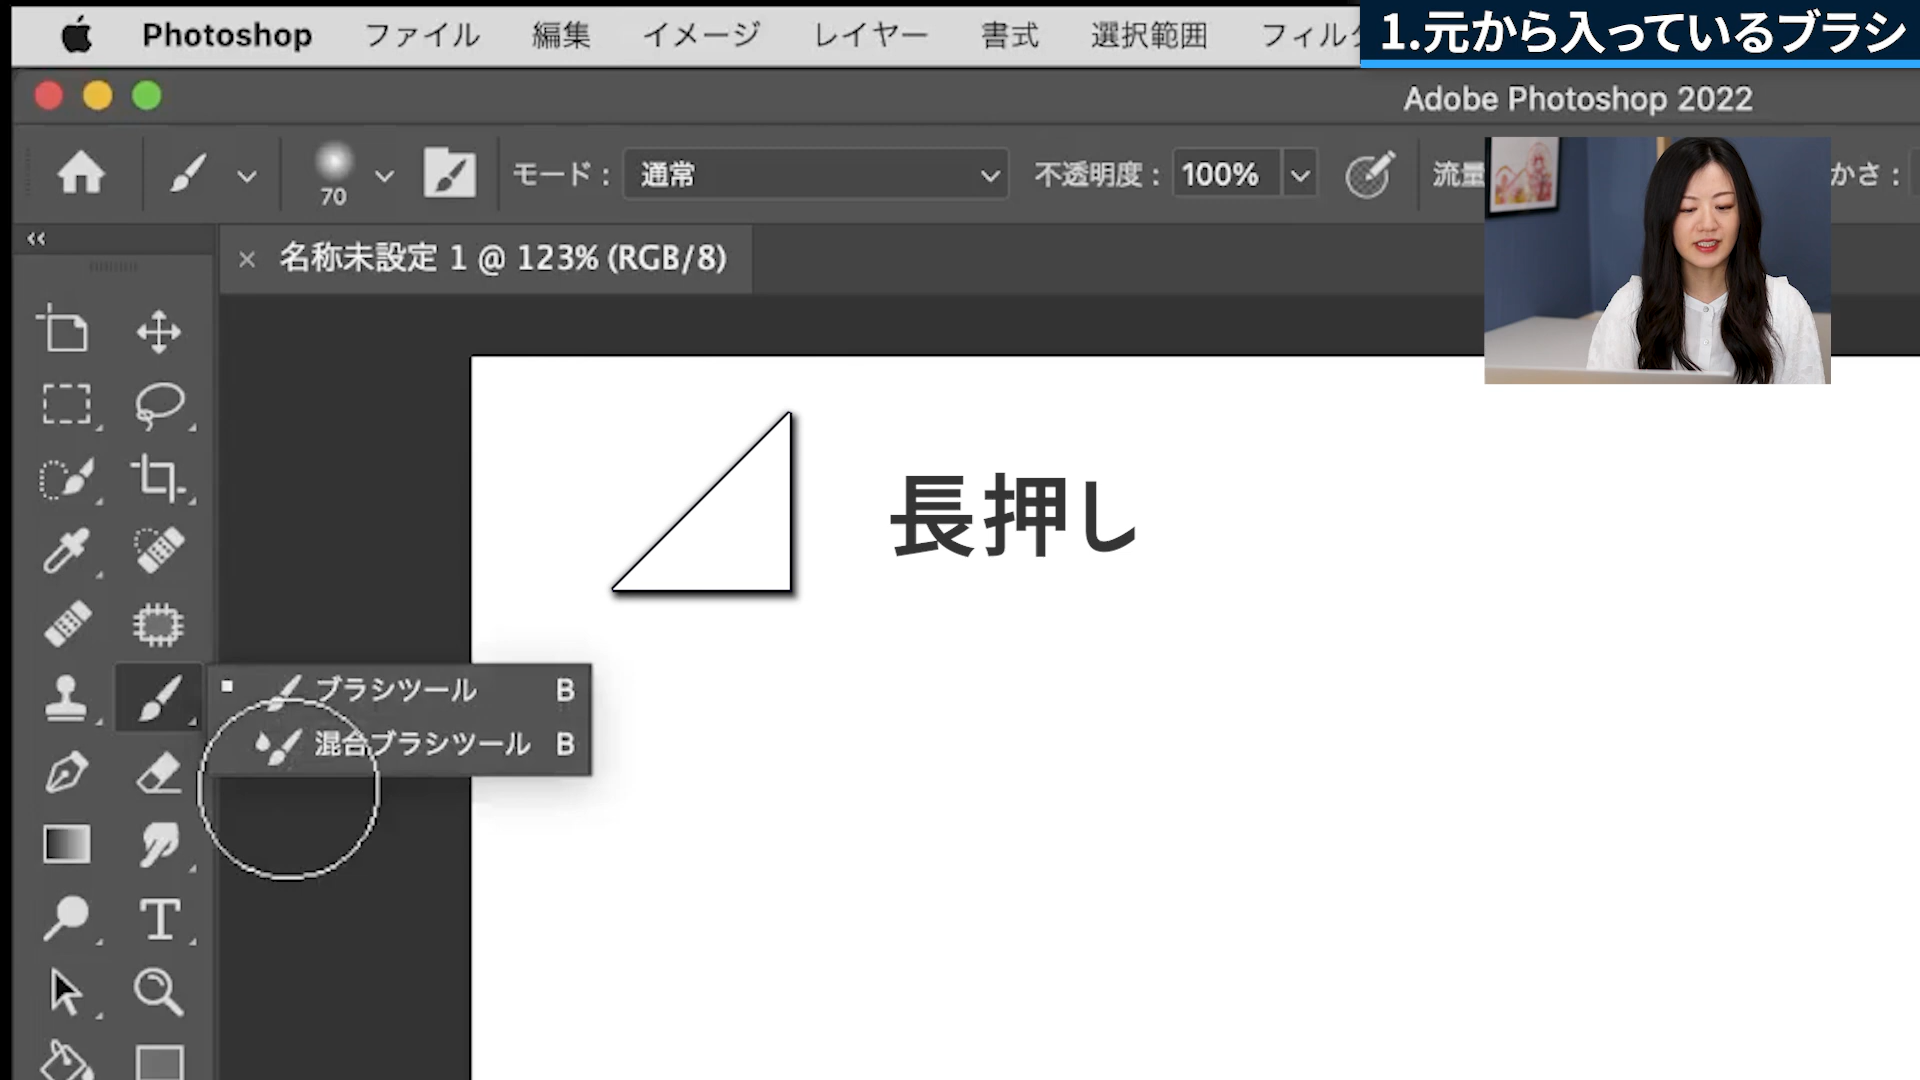 Photoshop ファイル 編集 イメージ レイヤー 書式 選択範囲 フィル
1.元から入っているブラシ
Adobe Photoshop 2022
70 モード： 通常 不透明度： 100% 流量 かさ：
× 名称未設定 1 @ 123% (RGB/8)
長押し
ブラシツール B
混合ブラシツール B
T